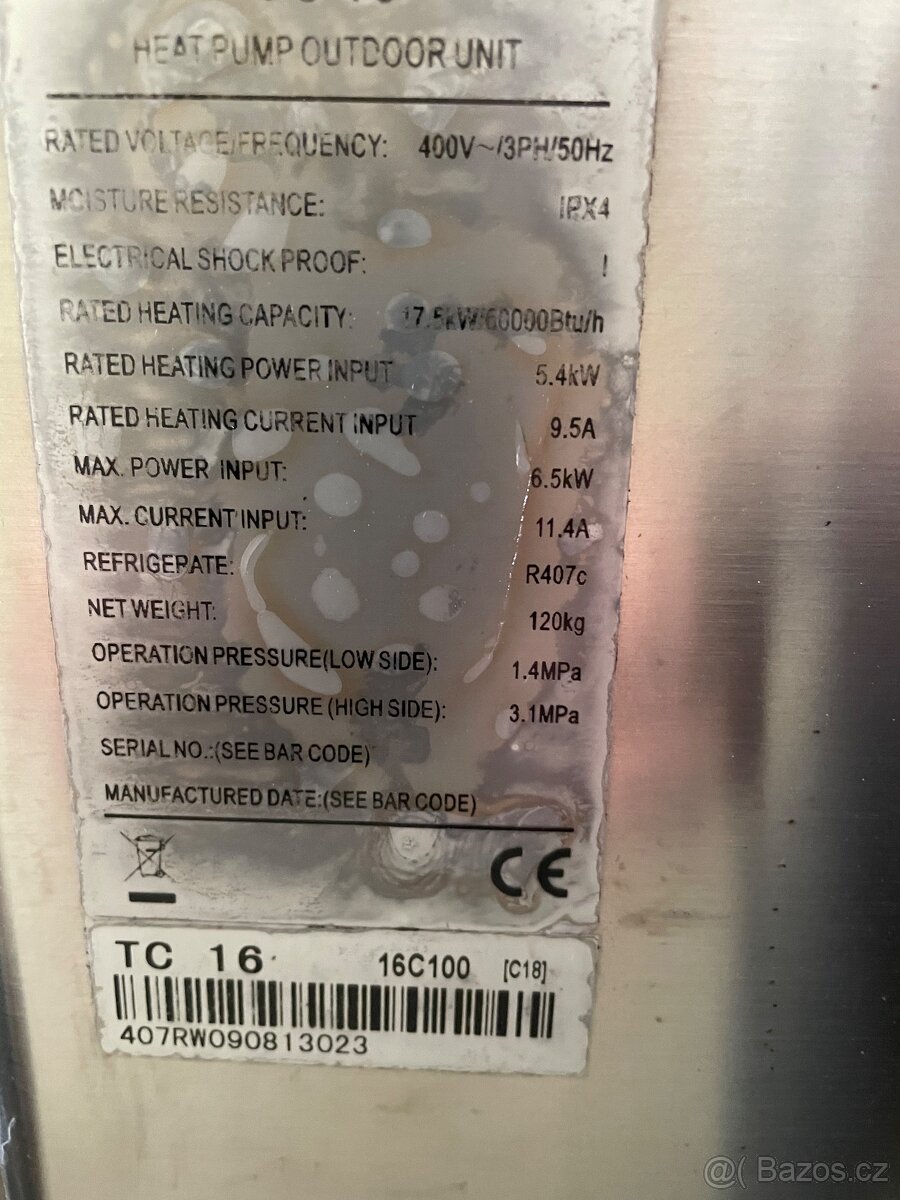 HEAT PUMP OUTDOOR UNIT
RATED VOLTAGE/FREQUENCY: 400V~/3PH/50Hz
MOISTURE RESISTANCE: IPX4
ELECTRICAL SHOCK PROOF: I
RATED HEATING CAPACITY: 17.5kW/60000Btu/h
RATED HEATING POWER INPUT 5.4kW
RATED HEATING CURRENT INPUT 9.5A
MAX. POWER INPUT: 6.5kW
MAX. CURRENT INPUT: 11.4A
REFRIGERATE: R407c
NET WEIGHT: 120kg
OPERATION PRESSURE(LOW SIDE): 1.4MPa
OPERATION PRESSURE (HIGH SIDE): 3.1MPa
SERIAL NO.:(SEE BAR CODE)
MANUFACTURED DATE:(SEE BAR CODE)
CE
TC 16 16C100 [C18]
407RW090813023
@( Bazos.cz